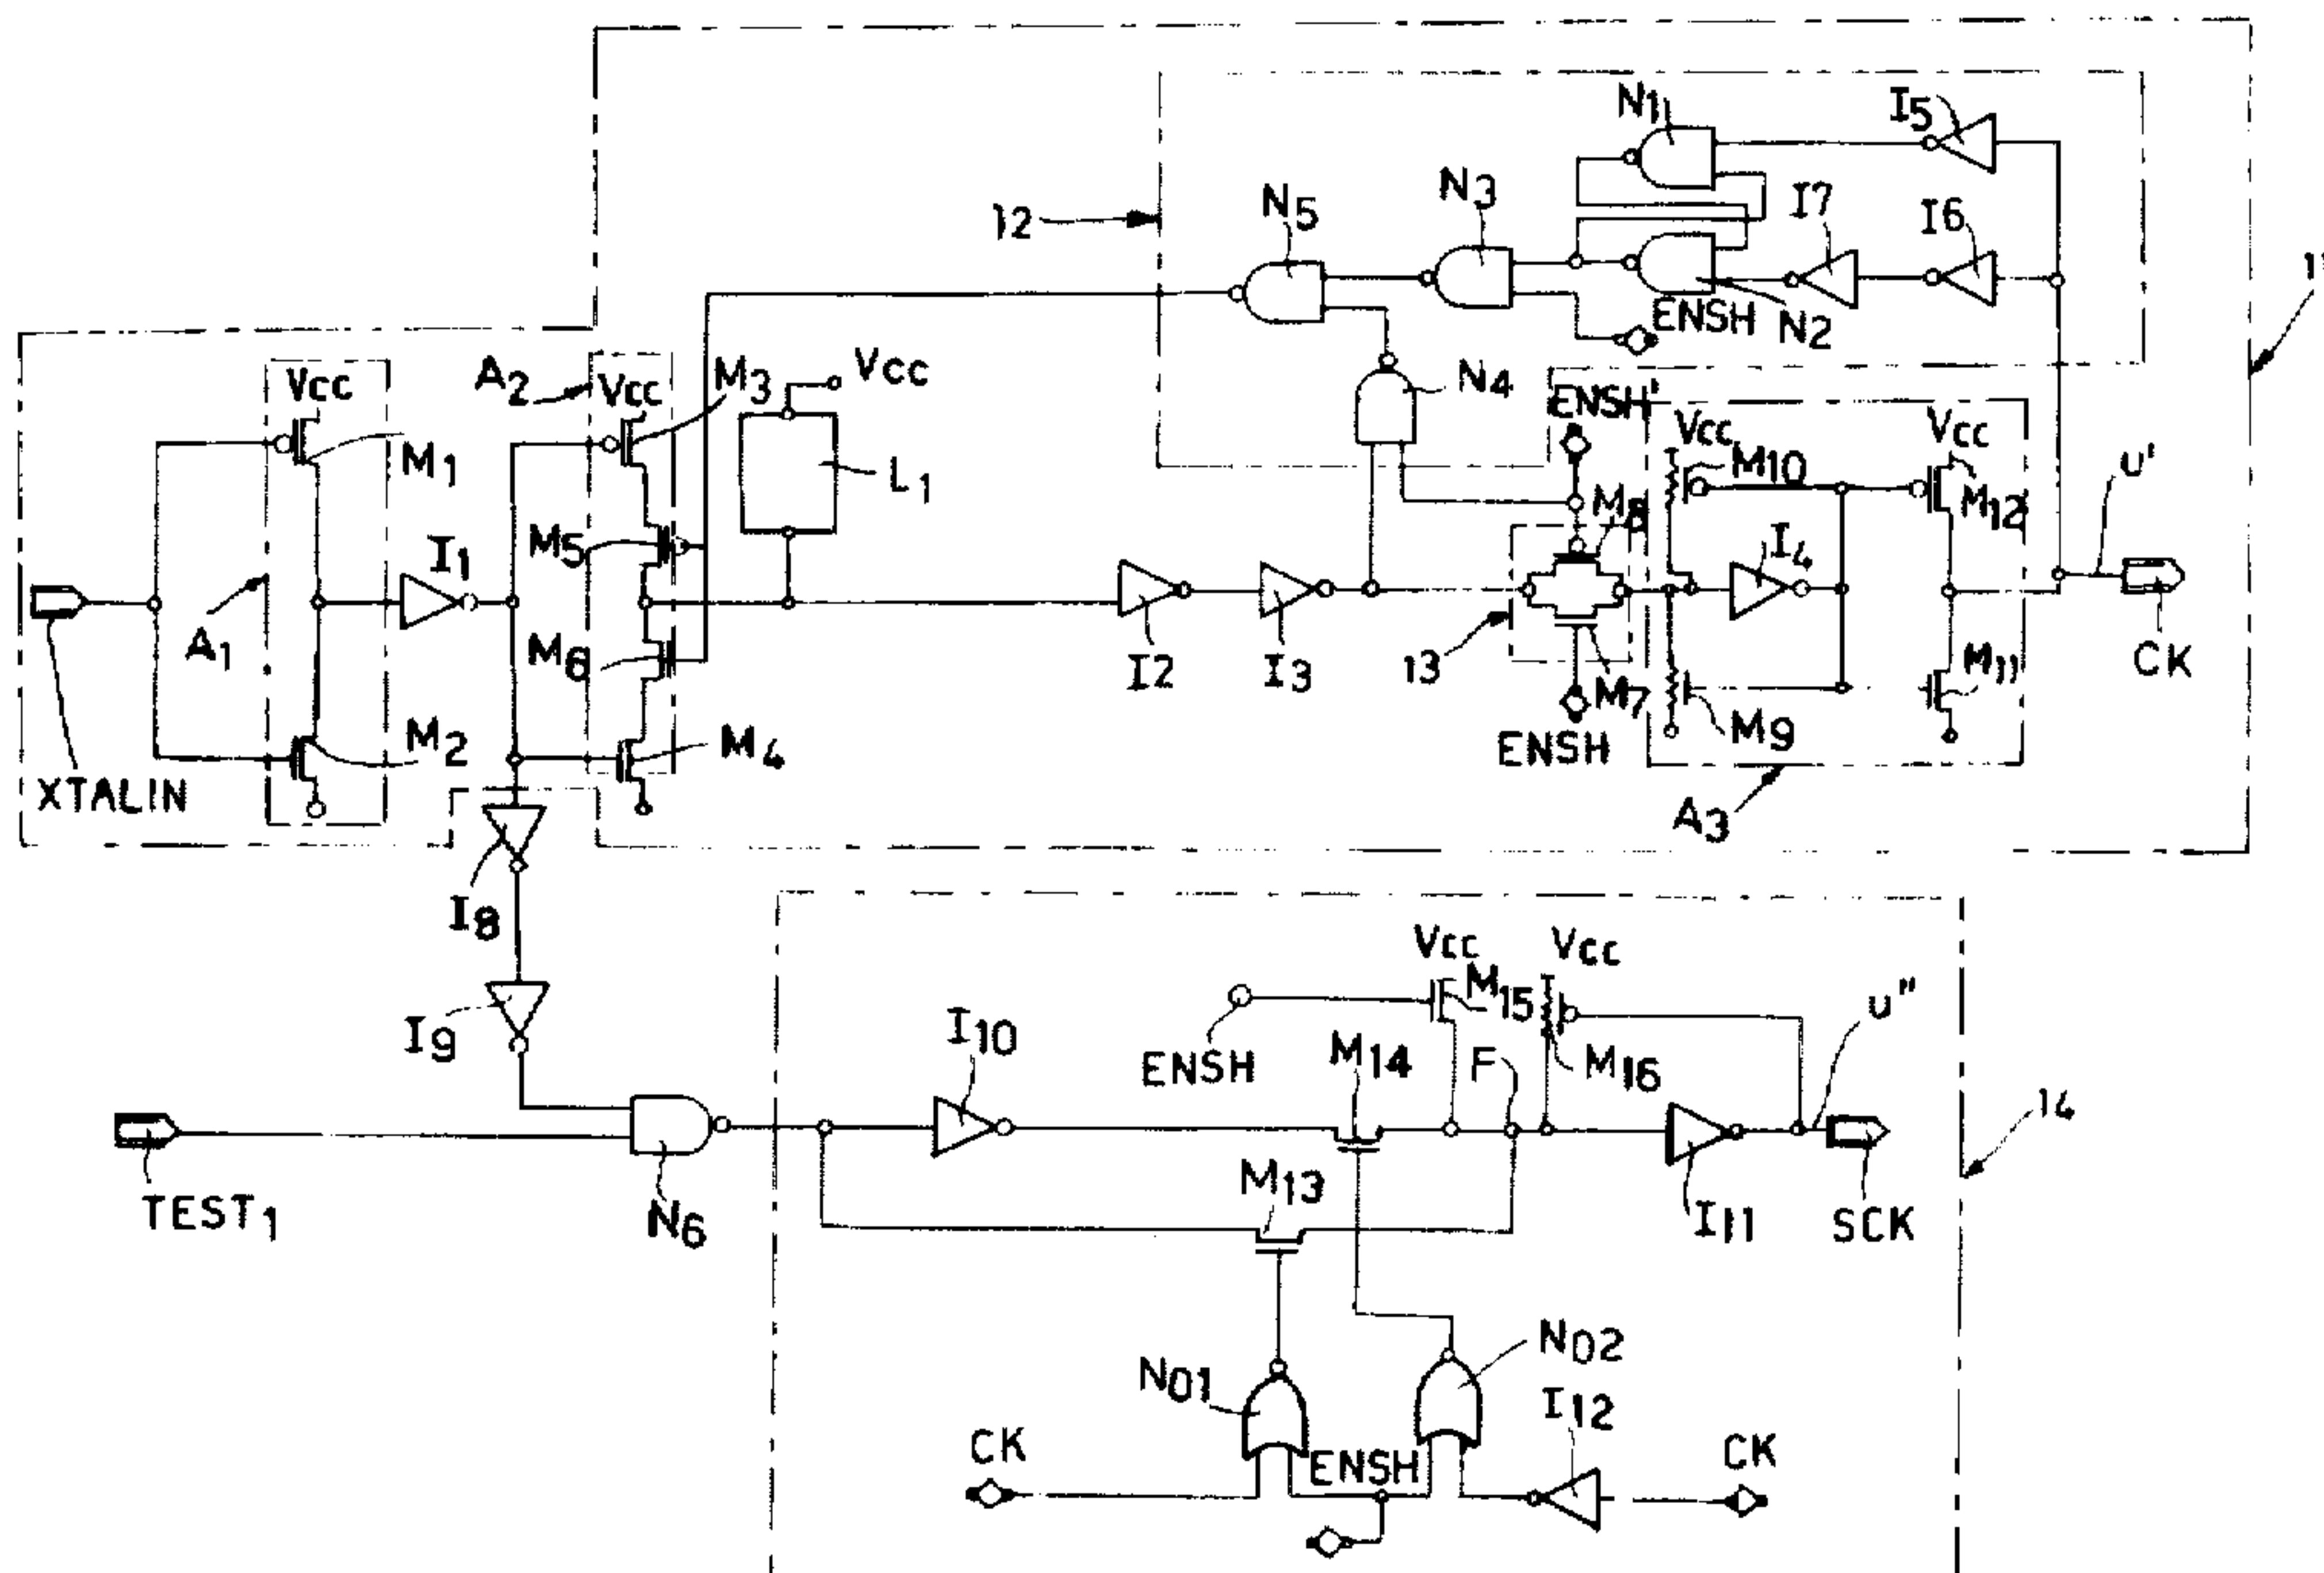 N1
I5
11
12
N5
N3
I7
I6
ENSH
N2
A2
Vcc
M3
Vcc
Vcc
N4
ENSH'
Vcc
Vcc
M1
L1
M10
M12
u'
M5
M8
I1
I4
A1
M6
I2
I3
13
M7
M9
M11
CK
M2
M4
ENSH
XTALIN
A3
I8
Vcc
Vcc
M15
u"
I9
I10
ENSH
M14
F
M16
14
TEST1
N6
M13
I11
SCK
N01
N02
I12
CK
ENSH
CK